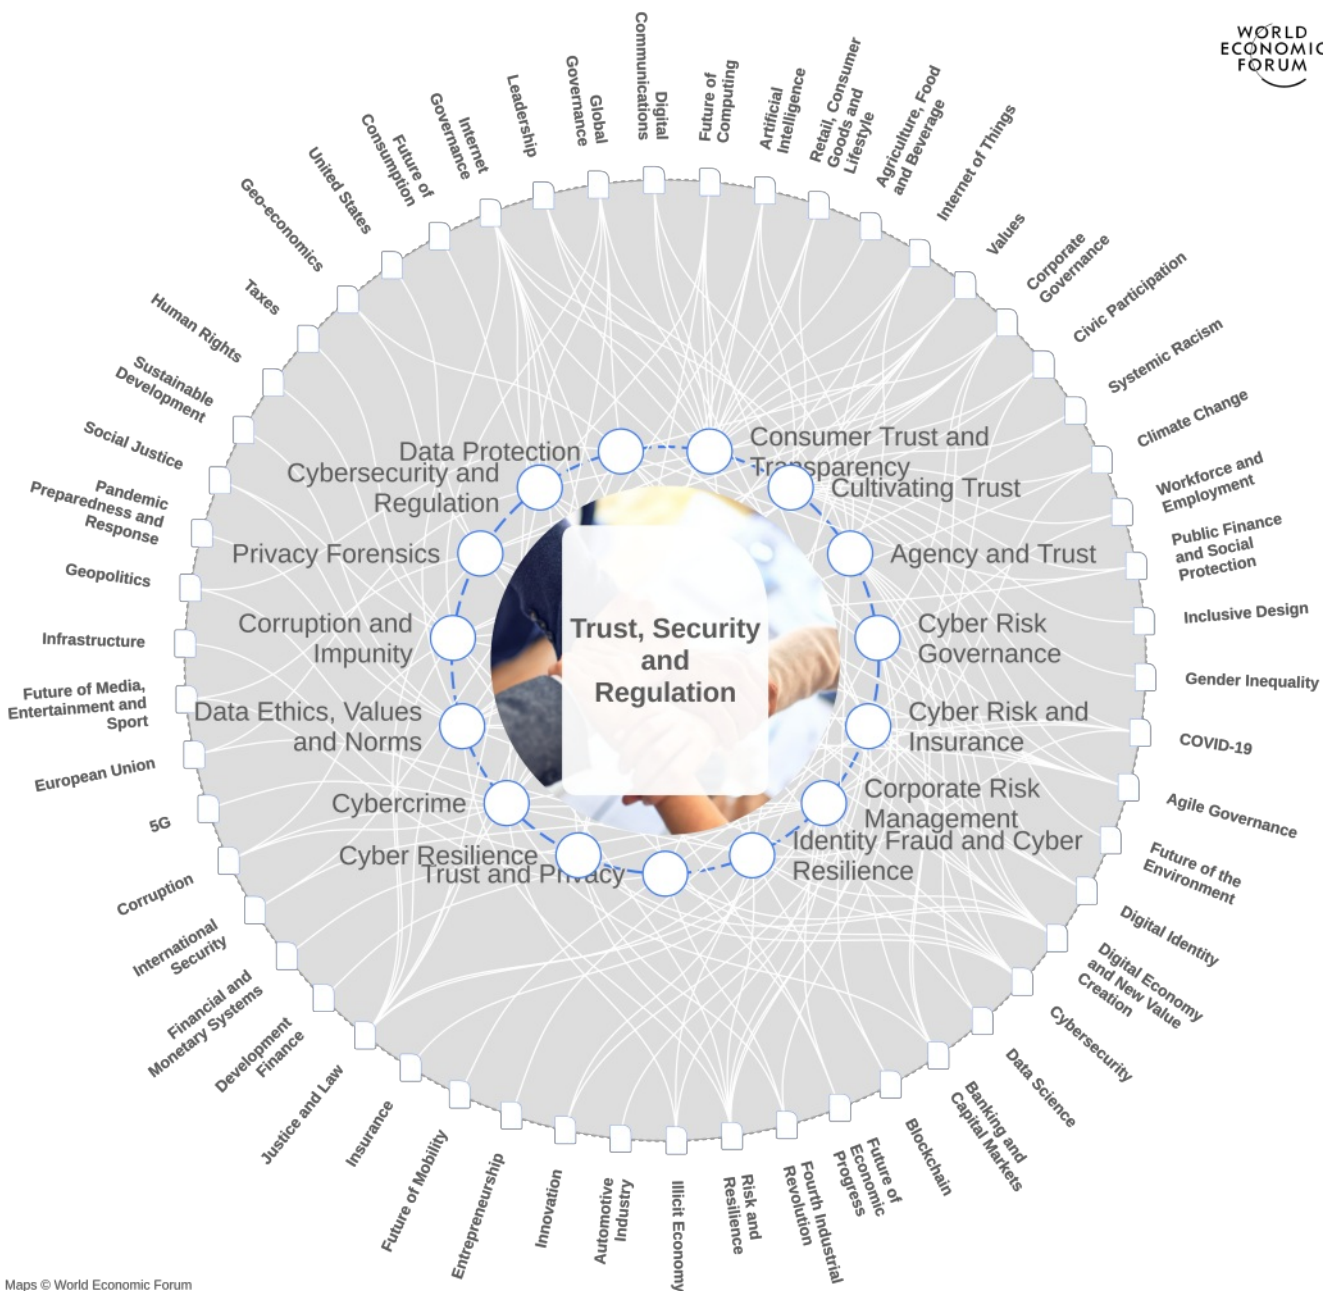 WORLD
ECONOMIC
FORUM
Digital
Communications
Future of
Computing
Artificial
Intelligence
Retail, Consumer
Goods and
Lifestyle
Agriculture, Food
and Beverage
Internet of Things
Values
Corporate
Governance
Civic Participation
Systemic Racism
Climate Change
Workforce and
Employment
Public Finance
and Social
Protection
Inclusive Design
Gender Inequality
COVID-19
Agile Governance
Future of the
Environment
Digital Identity
Digital Economy
and New Value
Creation
Cybersecurity
Data Science
Banking and
Capital Markets
Blockchain
Future of
Economic
Progress
Fourth Industrial
Revolution
Risk and
Resilience
Illicit Economy
Automotive
Industry
Innovation
Entrepreneurship
Future of Mobility
Insurance
Justice and Law
Development
Finance
Financial and
Monetary Systems
International
Security
Corruption
5G
European Union
Future of Media,
Entertainment and
Sport
Infrastructure
Geopolitics
Pandemic
Preparedness and
Response
Social Justice
Sustainable
Development
Human Rights
Taxes
Geo-economics
United States
Future of
Consumption
Internet
Governance
Leadership
Global
Governance
Consumer Trust and
Transparency
Cultivating Trust
Agency and Trust
Cyber Risk
Governance
Cyber Risk and
Insurance
Corporate Risk
Management
Identity Fraud and Cyber
Resilience
Trust and Privacy
Cyber Resilience
Cybercrime
Data Ethics, Values
and Norms
Corruption and
Impunity
Privacy Forensics
Cybersecurity and
Regulation
Data Protection
Trust, Security
and
Regulation
Maps © World Economic Forum